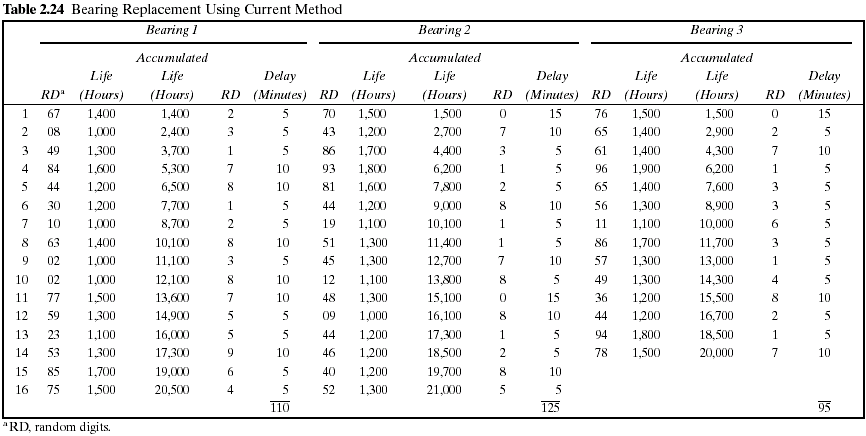 Table 2.24 Bearing Replacement Using Current Method
Bearing 1 Bearing 2 Bearing 3
Accumulated Accumulated Accumulated
Life Life Delay Life Life Delay Life Life Delay
RDᵃ (Hours) (Hours) RD (Minutes) RD (Hours) (Hours) RD (Minutes) RD (Hours) (Hours) RD (Minutes)
1 67 1,400 1,400 2 5 70 1,500 1,500 0 15 76 1,500 1,500 0 15
2 08 1,000 2,400 3 5 43 1,200 2,700 7 10 65 1,400 2,900 2 5
3 49 1,300 3,700 1 5 86 1,700 4,400 3 5 61 1,400 4,300 7 10
4 84 1,600 5,300 7 10 93 1,800 6,200 1 5 96 1,900 6,200 1 5
5 44 1,200 6,500 8 10 81 1,600 7,800 2 5 65 1,400 7,600 3 5
6 30 1,200 7,700 1 5 44 1,200 9,000 8 10 56 1,300 8,900 3 5
7 10 1,000 8,700 2 5 19 1,100 10,100 1 5 11 1,100 10,000 6 5
8 63 1,400 10,100 8 10 51 1,300 11,400 1 5 86 1,700 11,700 3 5
9 02 1,000 11,100 3 5 45 1,300 12,700 7 10 57 1,300 13,000 1 5
10 02 1,000 12,100 8 10 12 1,100 13,800 8 5 49 1,300 14,300 4 5
11 77 1,500 13,600 7 10 48 1,300 15,100 0 15 36 1,200 15,500 8 10
12 59 1,300 14,900 5 5 09 1,000 16,100 8 10 44 1,200 16,700 2 5
13 23 1,100 16,000 5 5 44 1,200 17,300 1 5 94 1,800 18,500 1 5
14 53 1,300 17,300 9 10 46 1,200 18,500 2 5 78 1,500 20,000 7 10
15 85 1,700 19,000 6 5 40 1,200 19,700 8 10
16 75 1,500 20,500 4 5 52 1,300 21,000 5 5
110 125 95
ᵃRD, random digits.